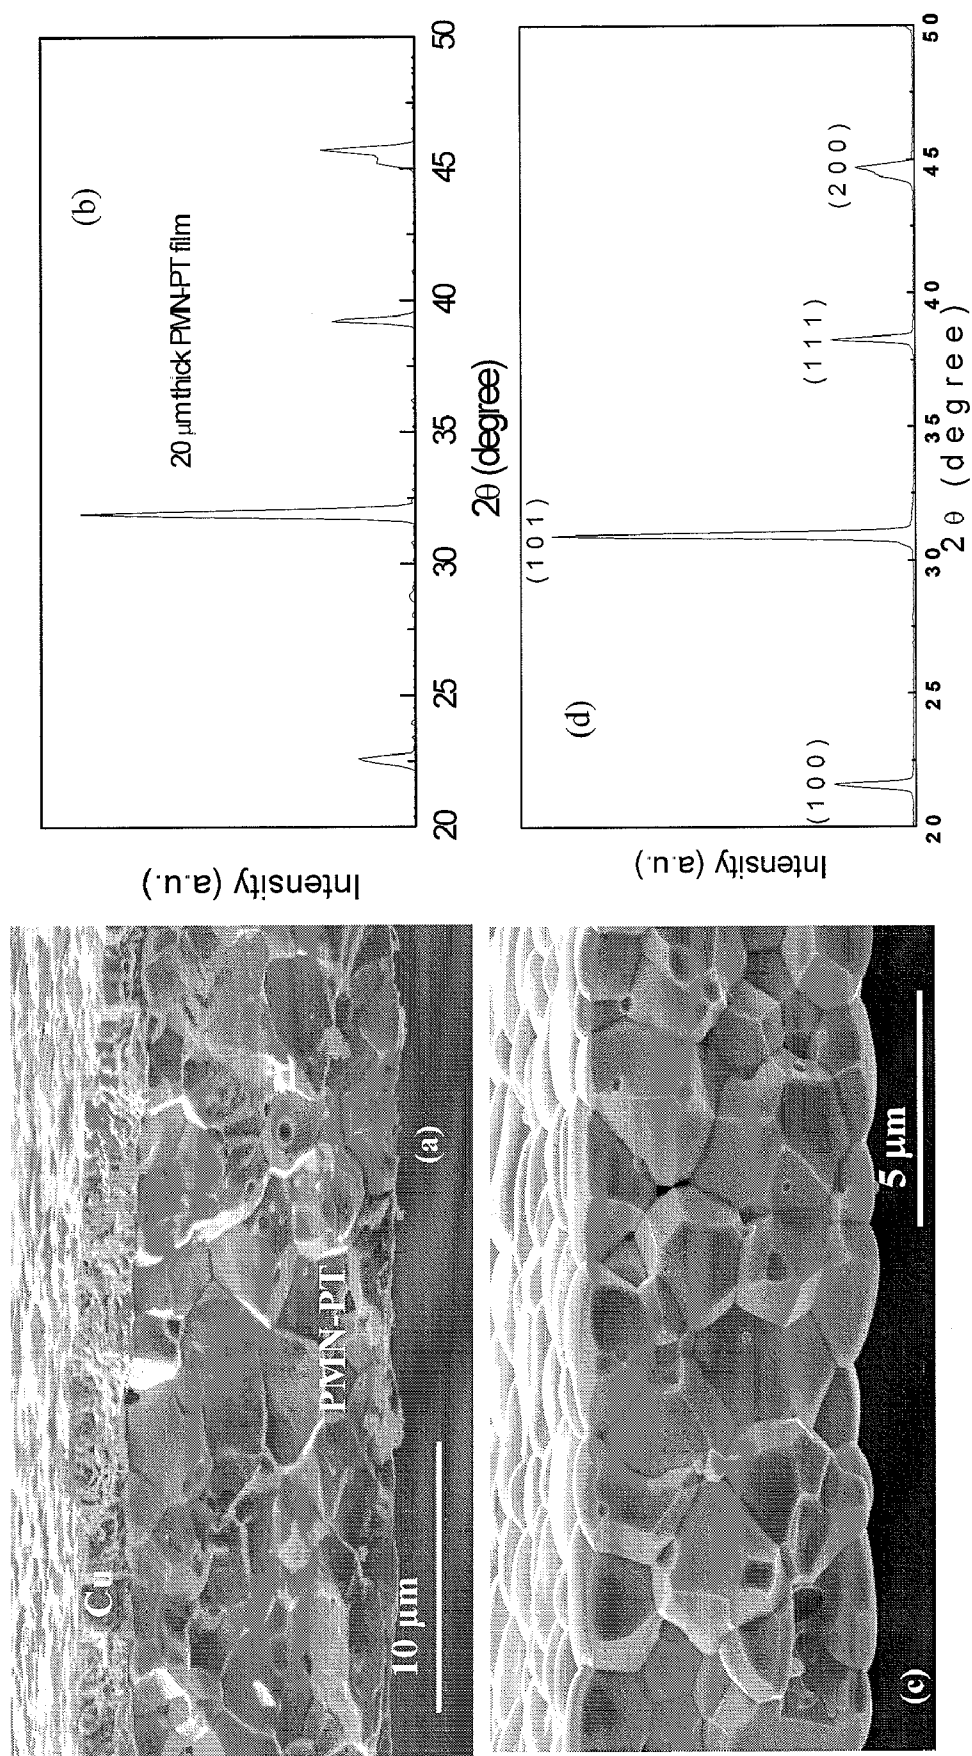 Cu
PMN-PT
10 μm
(a)
(b)
20 μm thick PMN-PT film
Intensity (a.u.)
20 25 30 35 40 45 50
2θ (degree)
5 μm
(c)
(d)
(100)
(101)
(111)
(200)
Intensity (a.u.)
20 25 30 35 40 45 50
2θ (degree)